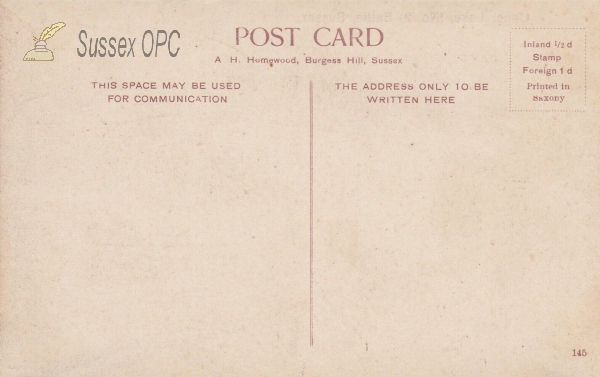 Sussex OPC
POST CARD
A H. Homewood, Burgess Hill, Sussex
THIS SPACE MAY BE USED
FOR COMMUNICATION
THE ADDRESS ONLY TO BE
WRITTEN HERE
Inland ½ d
Stamp
Foreign 1 d
Printed in
Saxony
145